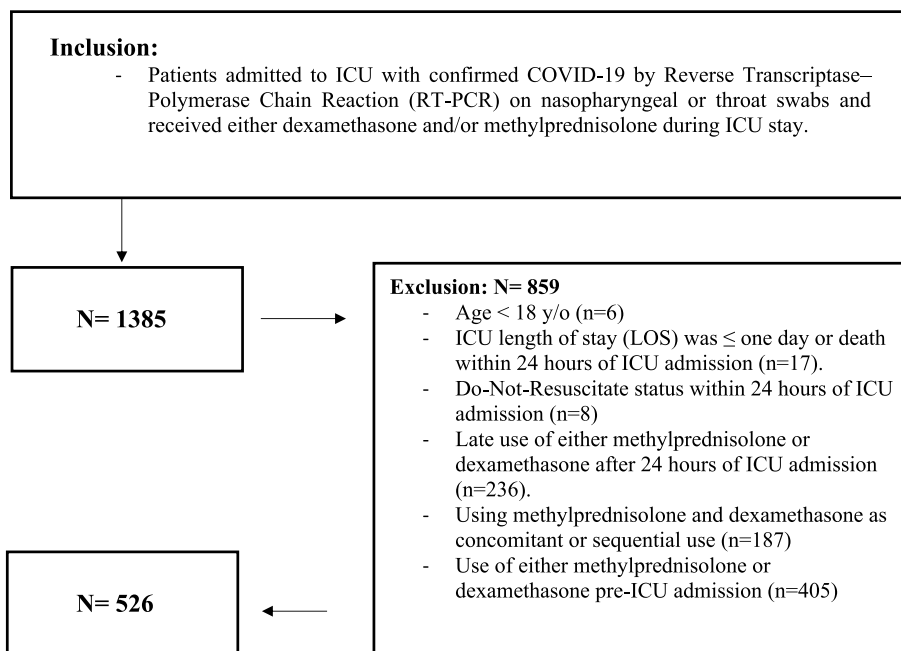 Inclusion:
- Patients admitted to ICU with confirmed COVID-19 by Reverse Transcriptase–
Polymerase Chain Reaction (RT-PCR) on nasopharyngeal or throat swabs and
received either dexamethasone and/or methylprednisolone during ICU stay.
N= 1385
Exclusion: N= 859
- Age < 18 y/o (n=6)
- ICU length of stay (LOS) was ≤ one day or death
within 24 hours of ICU admission (n=17).
- Do-Not-Resuscitate status within 24 hours of ICU
admission (n=8)
- Late use of either methylprednisolone or
dexamethasone after 24 hours of ICU admission
(n=236).
- Using methylprednisolone and dexamethasone as
concomitant or sequential use (n=187)
- Use of either methylprednisolone or
dexamethasone pre-ICU admission (n=405)
N= 526